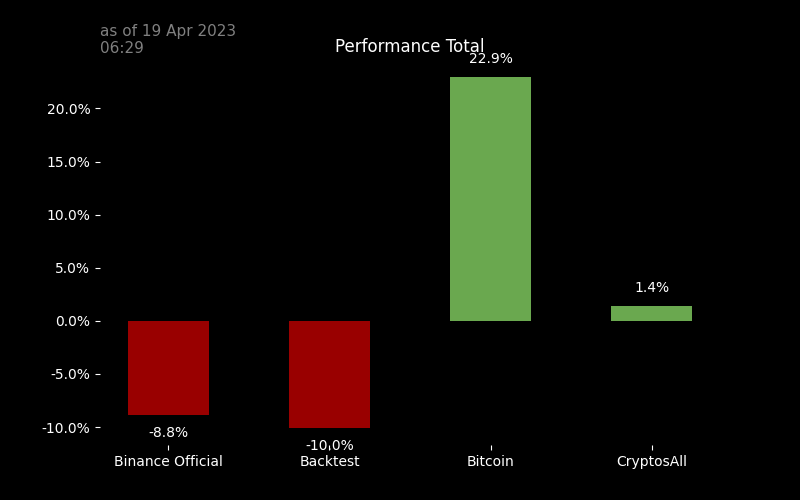 as of 19 Apr 2023
06:29
Performance Total
22.9%
20.0%
15.0%
10.0%
5.0%
1.4%
0.0%
-5.0%
-10.0%
-8.8%
-10.0%
Binance Official
Backtest
Bitcoin
CryptosAll